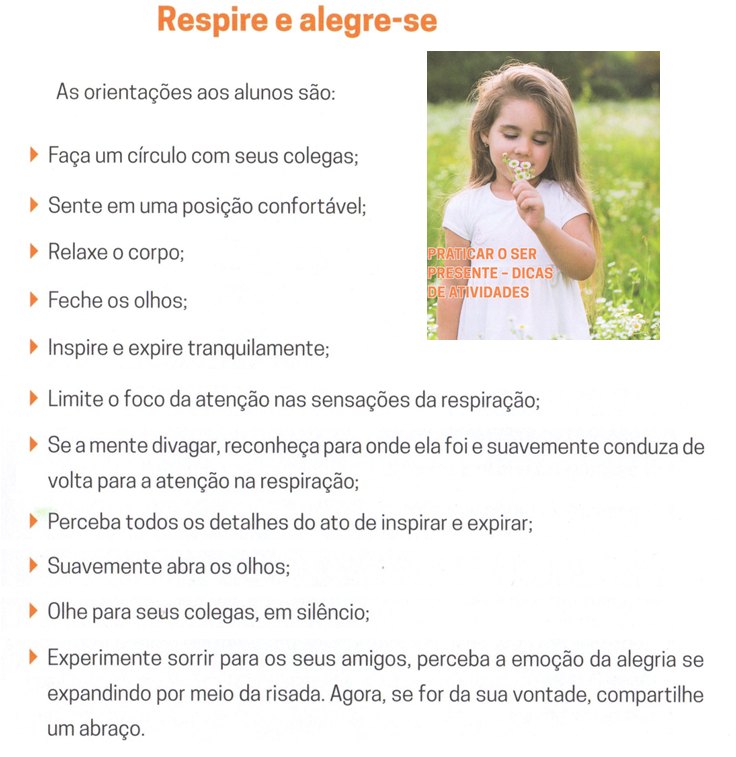 Respire e alegre-se
As orientações aos alunos são:
Faça um círculo com seus colegas;
Sente em uma posição confortável;
Relaxe o corpo;
Feche os olhos;
Inspire e expire tranquilamente;
PRATICAR O SER
PRESENTE – DICAS
DE ATIVIDADES
Limite o foco da atenção nas sensações da respiração;
Se a mente divagar, reconheça para onde ela foi e suavemente conduza de
volta para a atenção na respiração;
Perceba todos os detalhes do ato de inspirar e expirar;
Suavemente abra os olhos;
Olhe para seus colegas, em silêncio;
Experimente sorrir para os seus amigos, perceba a emoção da alegria se
expandindo por meio da risada. Agora, se for da sua vontade, compartilhe
um abraço.